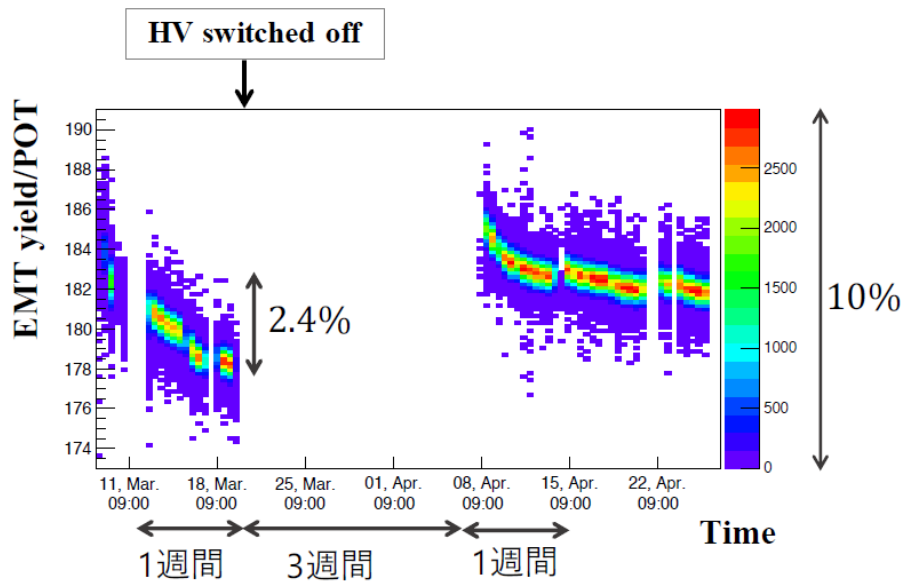 HV switched off
EMT yield/POT
190
188
186
184
182
180
178
176
174
2500
2000
1500
1000
500
0
2.4%
10%
11, Mar. 09:00
18, Mar. 09:00
25, Mar. 09:00
01, Apr. 09:00
08, Apr. 09:00
15, Apr. 09:00
22, Apr. 09:00
Time
1週間
3週間
1週間